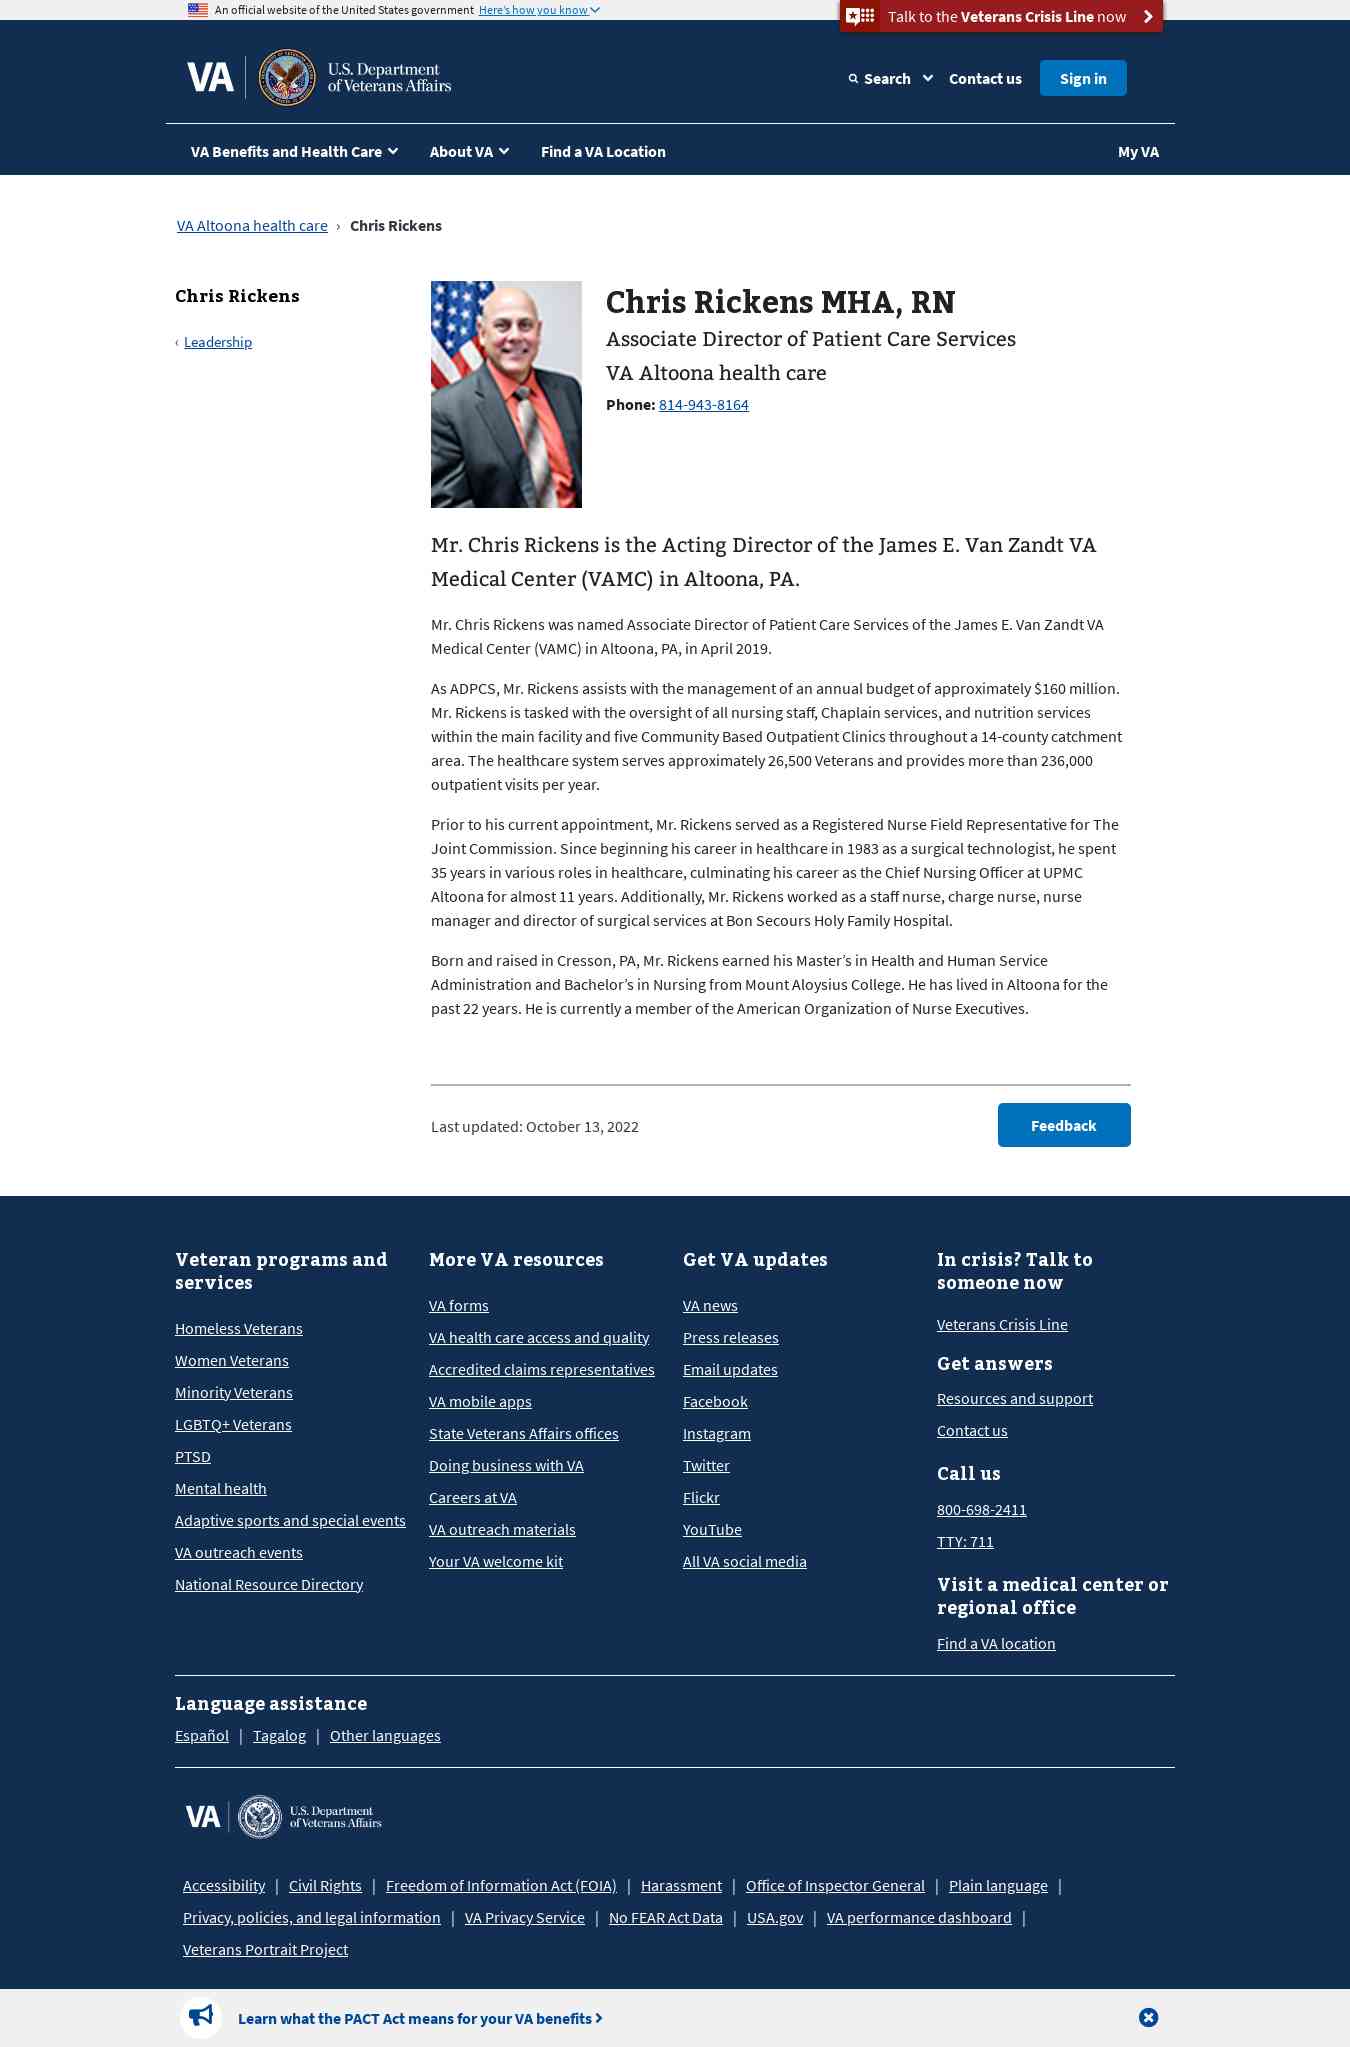 An official website of the United States government Here's how you know
Talk to the Veterans Crisis Line now
VA
U.S. Department
of Veterans Affairs
Search
Contact us
Sign in
VA Benefits and Health Care
About VA
Find a VA Location
My VA
VA Altoona health care › Chris Rickens
Chris Rickens
‹ Leadership
Chris Rickens MHA, RN
Associate Director of Patient Care Services
VA Altoona health care
Phone: 814-943-8164
Mr. Chris Rickens is the Acting Director of the James E. Van Zandt VA
Medical Center (VAMC) in Altoona, PA.
Mr. Chris Rickens was named Associate Director of Patient Care Services of the James E. Van Zandt VA
Medical Center (VAMC) in Altoona, PA, in April 2019.
As ADPCS, Mr. Rickens assists with the management of an annual budget of approximately $160 million.
Mr. Rickens is tasked with the oversight of all nursing staff, Chaplain services, and nutrition services
within the main facility and five Community Based Outpatient Clinics throughout a 14-county catchment
area. The healthcare system serves approximately 26,500 Veterans and provides more than 236,000
outpatient visits per year.
Prior to his current appointment, Mr. Rickens served as a Registered Nurse Field Representative for The
Joint Commission. Since beginning his career in healthcare in 1983 as a surgical technologist, he spent
35 years in various roles in healthcare, culminating his career as the Chief Nursing Officer at UPMC
Altoona for almost 11 years. Additionally, Mr. Rickens worked as a staff nurse, charge nurse, nurse
manager and director of surgical services at Bon Secours Holy Family Hospital.
Born and raised in Cresson, PA, Mr. Rickens earned his Master’s in Health and Human Service
Administration and Bachelor’s in Nursing from Mount Aloysius College. He has lived in Altoona for the
past 22 years. He is currently a member of the American Organization of Nurse Executives.
Last updated: October 13, 2022
Feedback
Veteran programs and
services
Homeless Veterans
Women Veterans
Minority Veterans
LGBTQ+ Veterans
PTSD
Mental health
Adaptive sports and special events
VA outreach events
National Resource Directory
More VA resources
VA forms
VA health care access and quality
Accredited claims representatives
VA mobile apps
State Veterans Affairs offices
Doing business with VA
Careers at VA
VA outreach materials
Your VA welcome kit
Get VA updates
VA news
Press releases
Email updates
Facebook
Instagram
Twitter
Flickr
YouTube
All VA social media
In crisis? Talk to
someone now
Veterans Crisis Line
Get answers
Resources and support
Contact us
Call us
800-698-2411
TTY: 711
Visit a medical center or
regional office
Find a VA location
Language assistance
Español | Tagalog | Other languages
VA
U.S. Department
of Veterans Affairs
Accessibility | Civil Rights | Freedom of Information Act (FOIA) | Harassment | Office of Inspector General | Plain language |
Privacy, policies, and legal information | VA Privacy Service | No FEAR Act Data | USA.gov | VA performance dashboard |
Veterans Portrait Project
Learn what the PACT Act means for your VA benefits